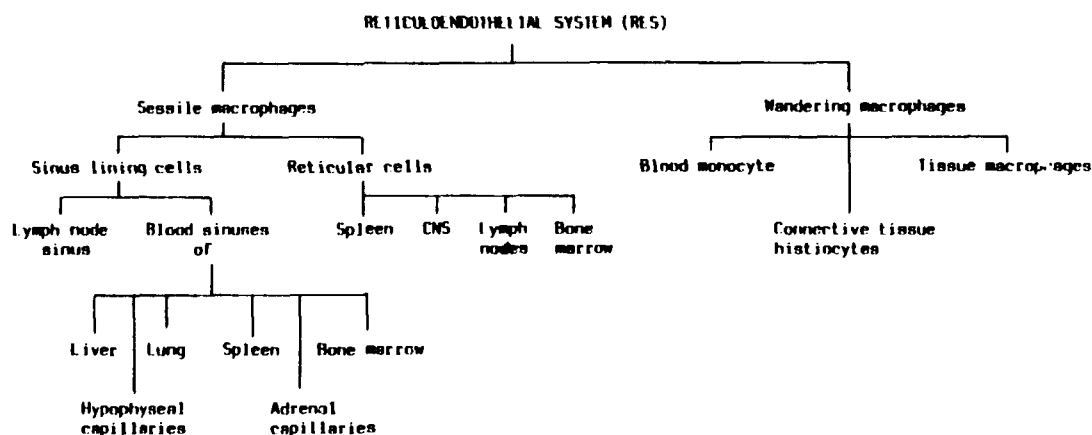 RETICULOENDOTHELIAL SYSTEM (RES)
Sessile macrophages
Wandering macrophages
Sinus lining cells
Reticular cells
Blood monocyte
Tissue macrophages
Lymph node
sinus
Blood sinuses
of
Spleen
CNS
Lymph
nodes
Bone
marrow
Connective tissue
histiocytes
Liver
Lung
Spleen
Bone marrow
Hypophyseal
capillaries
Adrenal
capillaries